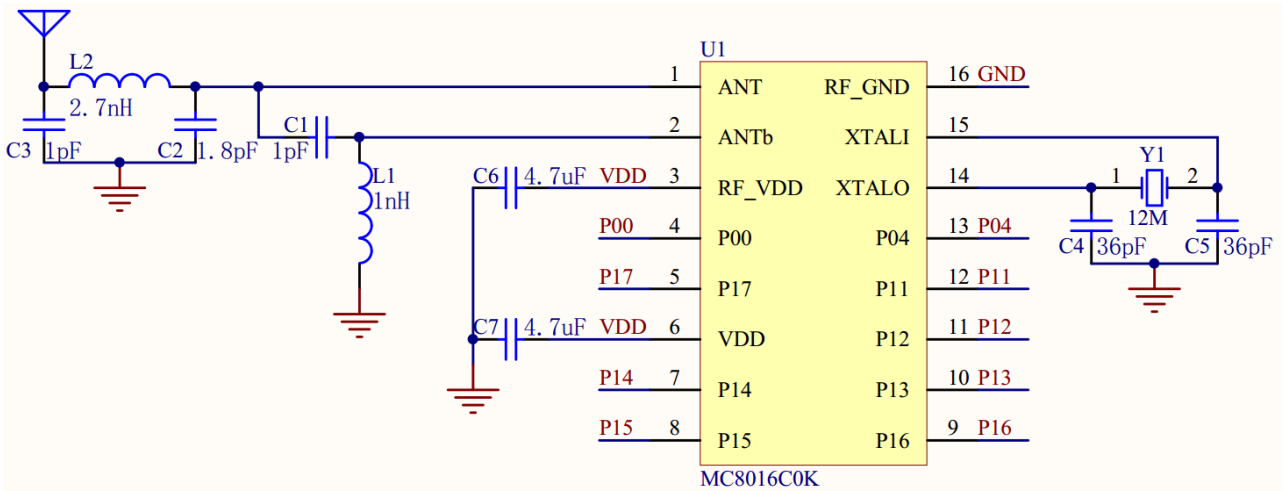 U1
L2
2.7nH
C3 1pF
C2 1.8pF
C1
1pF
L1
1nH
C6 4.7uF VDD
P00
P17
C7 4.7uF VDD
P14
P15
1 ANT
2 ANTb
3 RF_VDD
4 P00
5 P17
6 VDD
7 P14
8 P15
RF_GND 16 GND
XTALI 15
XTALO 14
P04 13 P04
P11 12 P11
P12 11 P12
P13 10 P13
P16 9 P16
Y1
1 2
12M
C4 36pF
C5 36pF
MC8016C0K